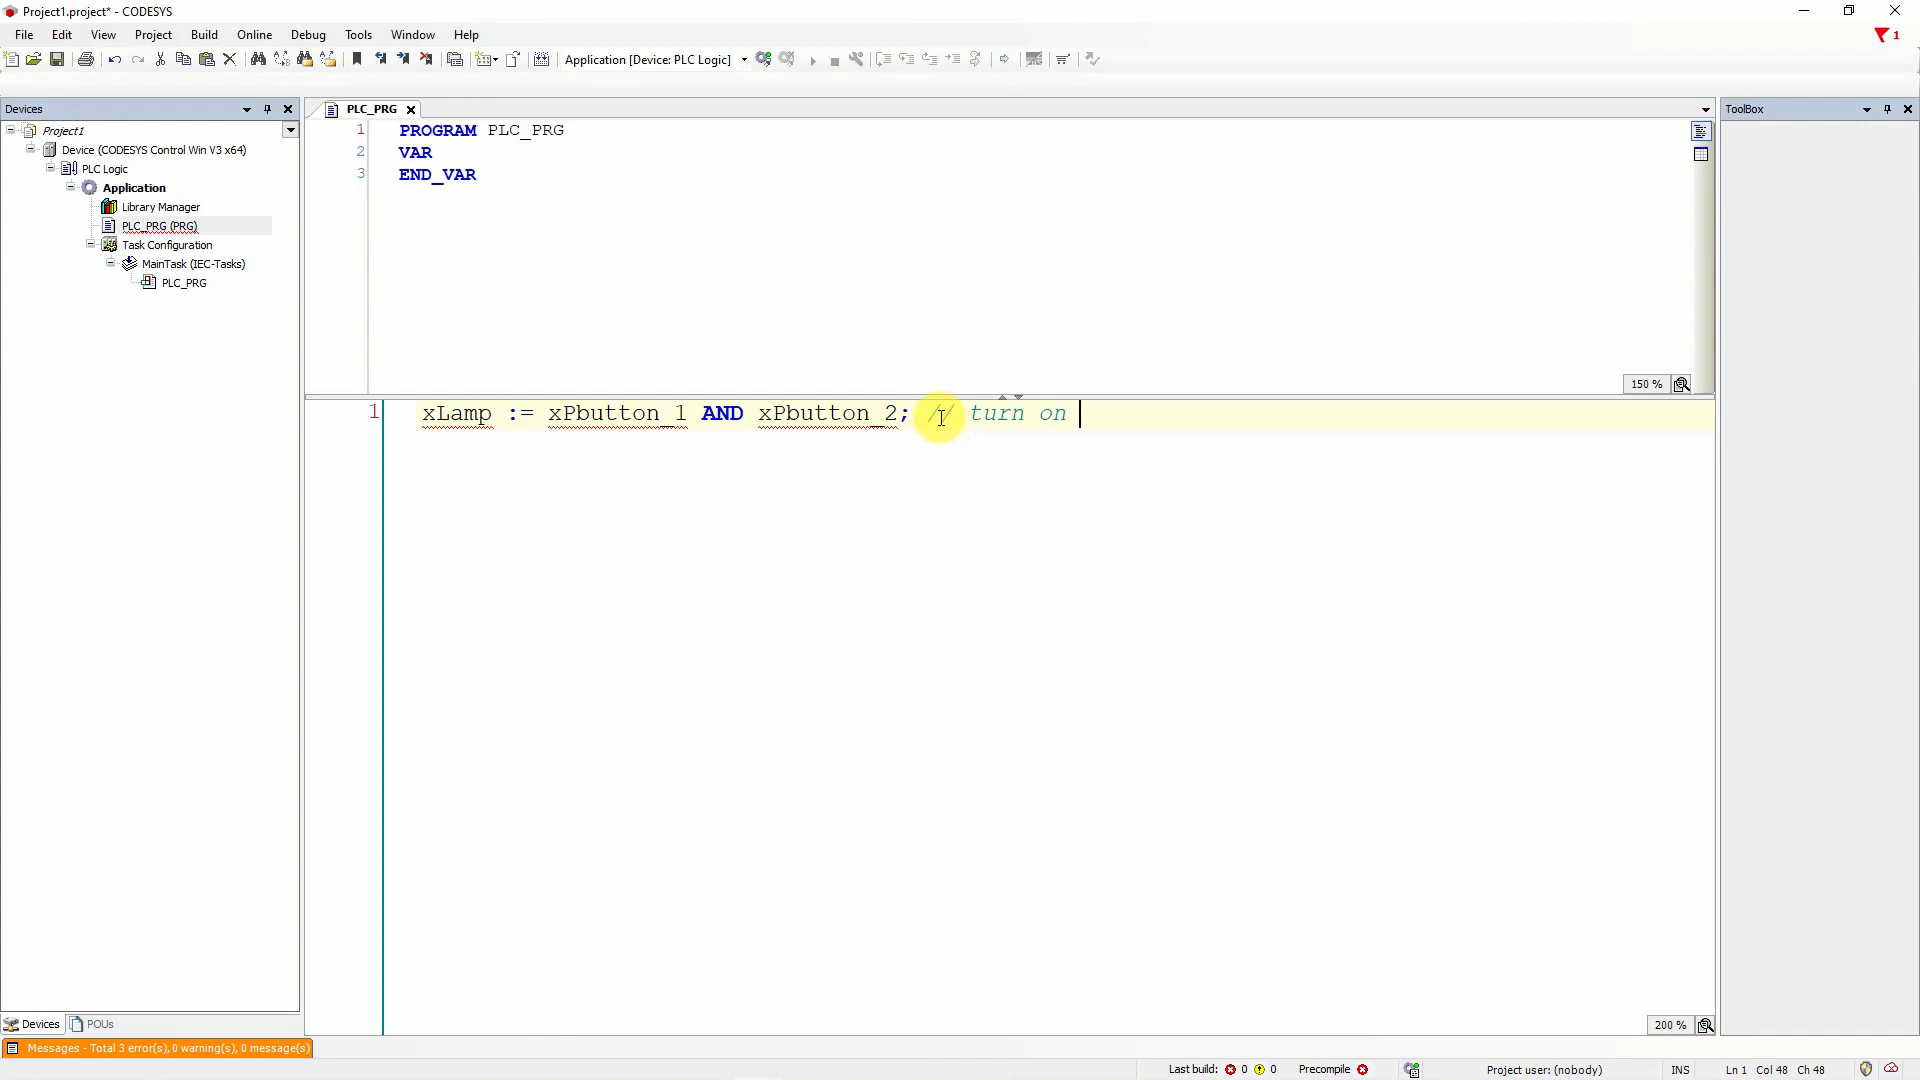 Project1.project* - CODESYS
File Edit View Project Build Online Debug Tools Window Help
1
Application [Device: PLC Logic]
Devices
PLC_PRG
ToolBox
Project1
Device (CODESYS Control Win V3 x64)
PLC Logic
Application
Library Manager
PLC_PRG (PRG)
Task Configuration
MainTask (IEC-Tasks)
PLC_PRG
1 PROGRAM PLC_PRG
2 VAR
3 END_VAR
150 %
1 xLamp := xPbutton_1 AND xPbutton_2; // turn on
200 %
Devices POUs
Messages - Total 3 error(s), 0 warning(s), 0 message(s)
Last build: 0 0 Precompile Project user: (nobody) INS Ln 1 Col 48 Ch 48